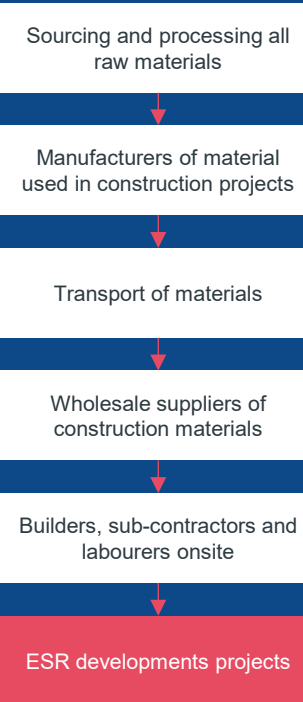 Sourcing and processing all
raw materials
Manufacturers of material
used in construction projects
Transport of materials
Wholesale suppliers of
construction materials
Builders, sub-contractors and
labourers onsite
ESR developments projects